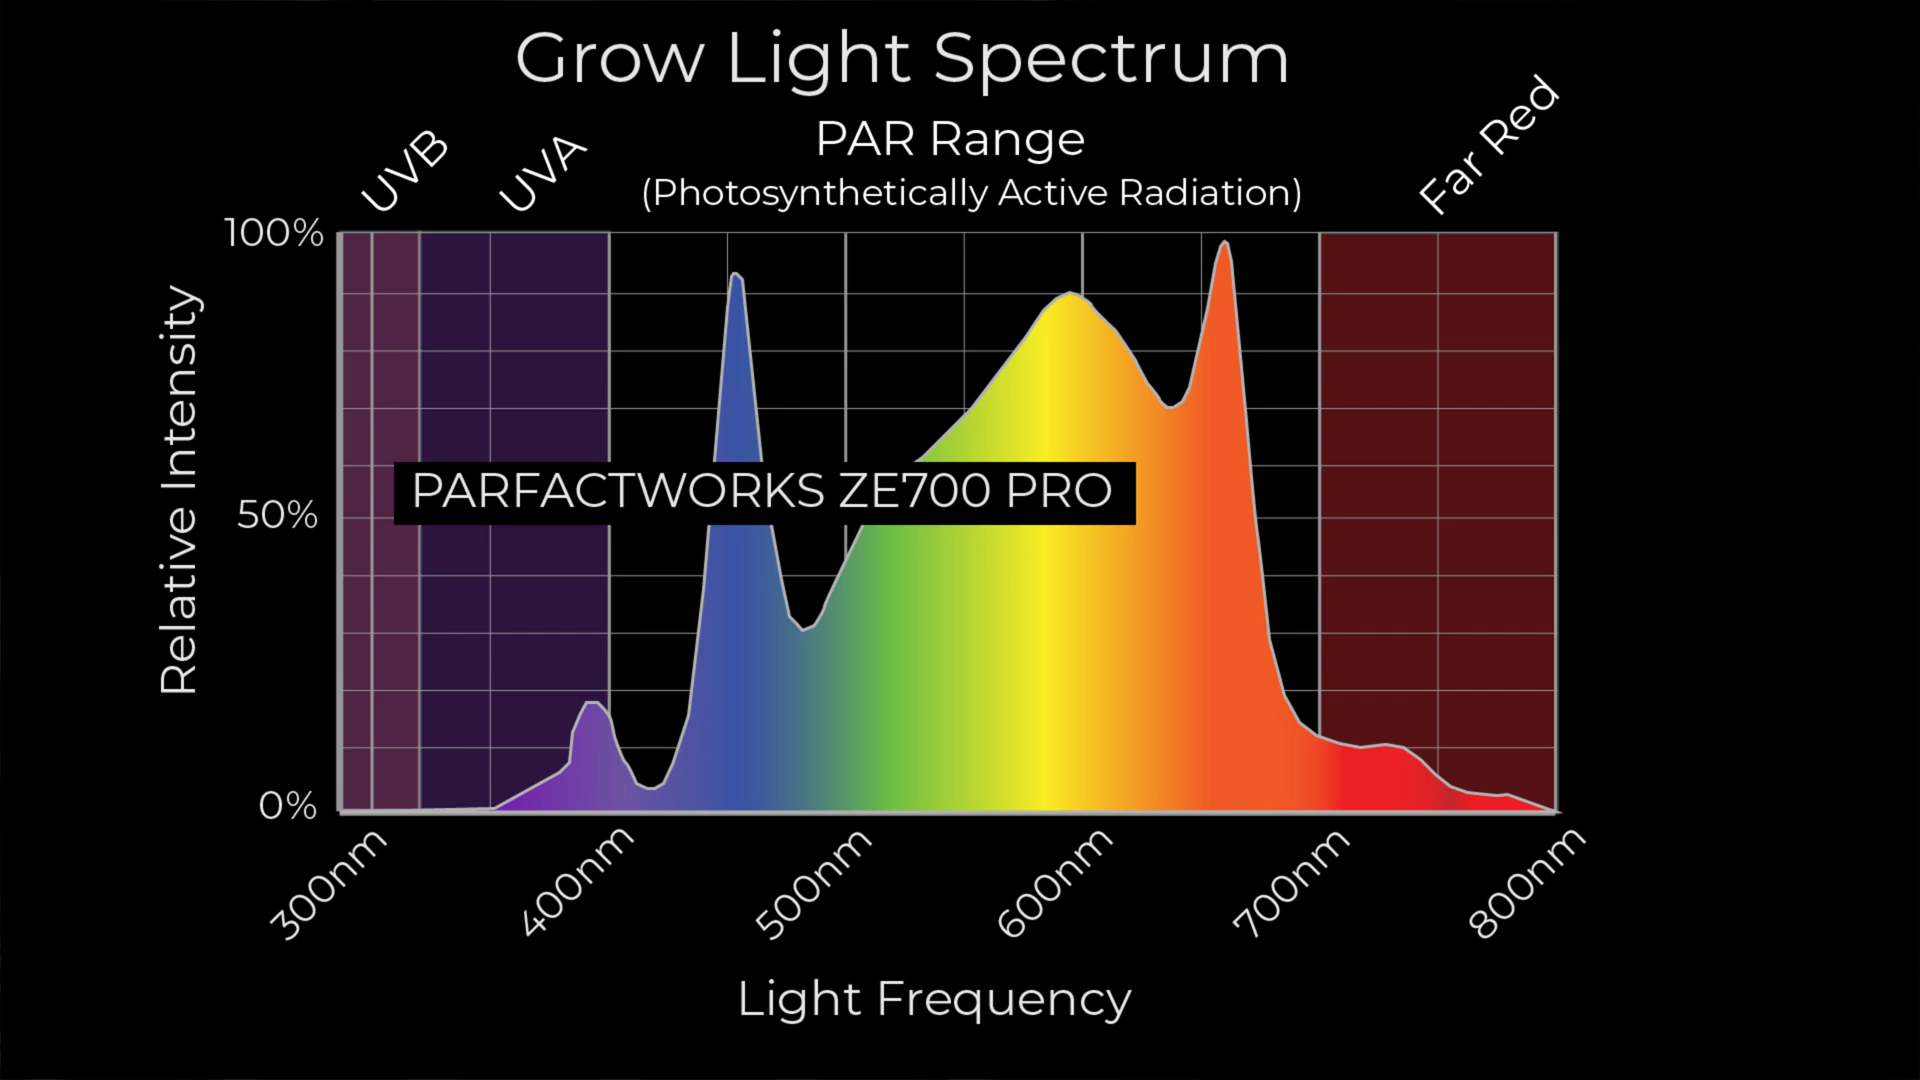 Grow Light Spectrum
PAR Range
(Photosynthetically Active Radiation)
UVB
UVA
Far Red
100%
50%
0%
Relative Intensity
PARFACTWORKS ZE700 PRO
300nm
400nm
500nm
600nm
700nm
800nm
Light Frequency